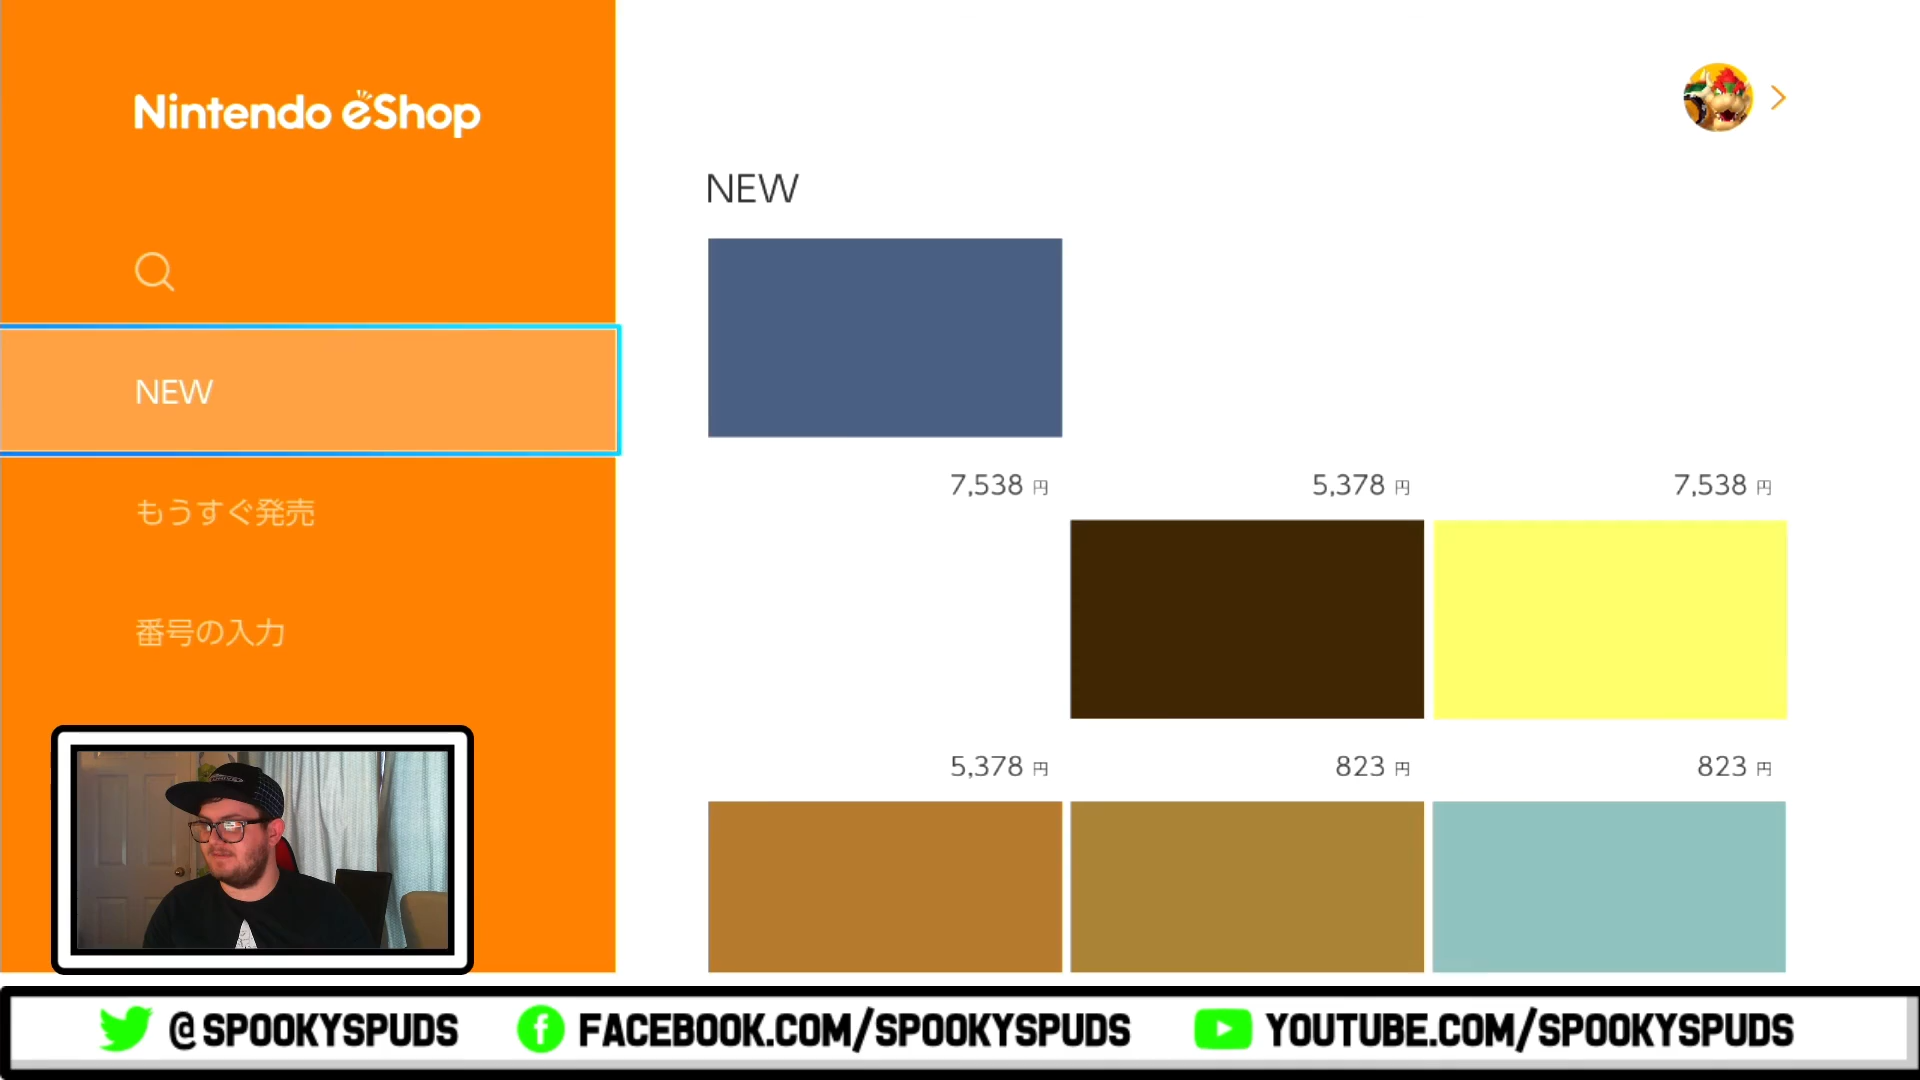 Nintendo eShop
NEW
NEW
もうすぐ発売
番号の入力
7,538 円
5,378 円
7,538 円
5,378 円
823 円
823 円
@SPOOKYSPUDS
FACEBOOK.COM/SPOOKYSPUDS
YOUTUBE.COM/SPOOKYSPUDS